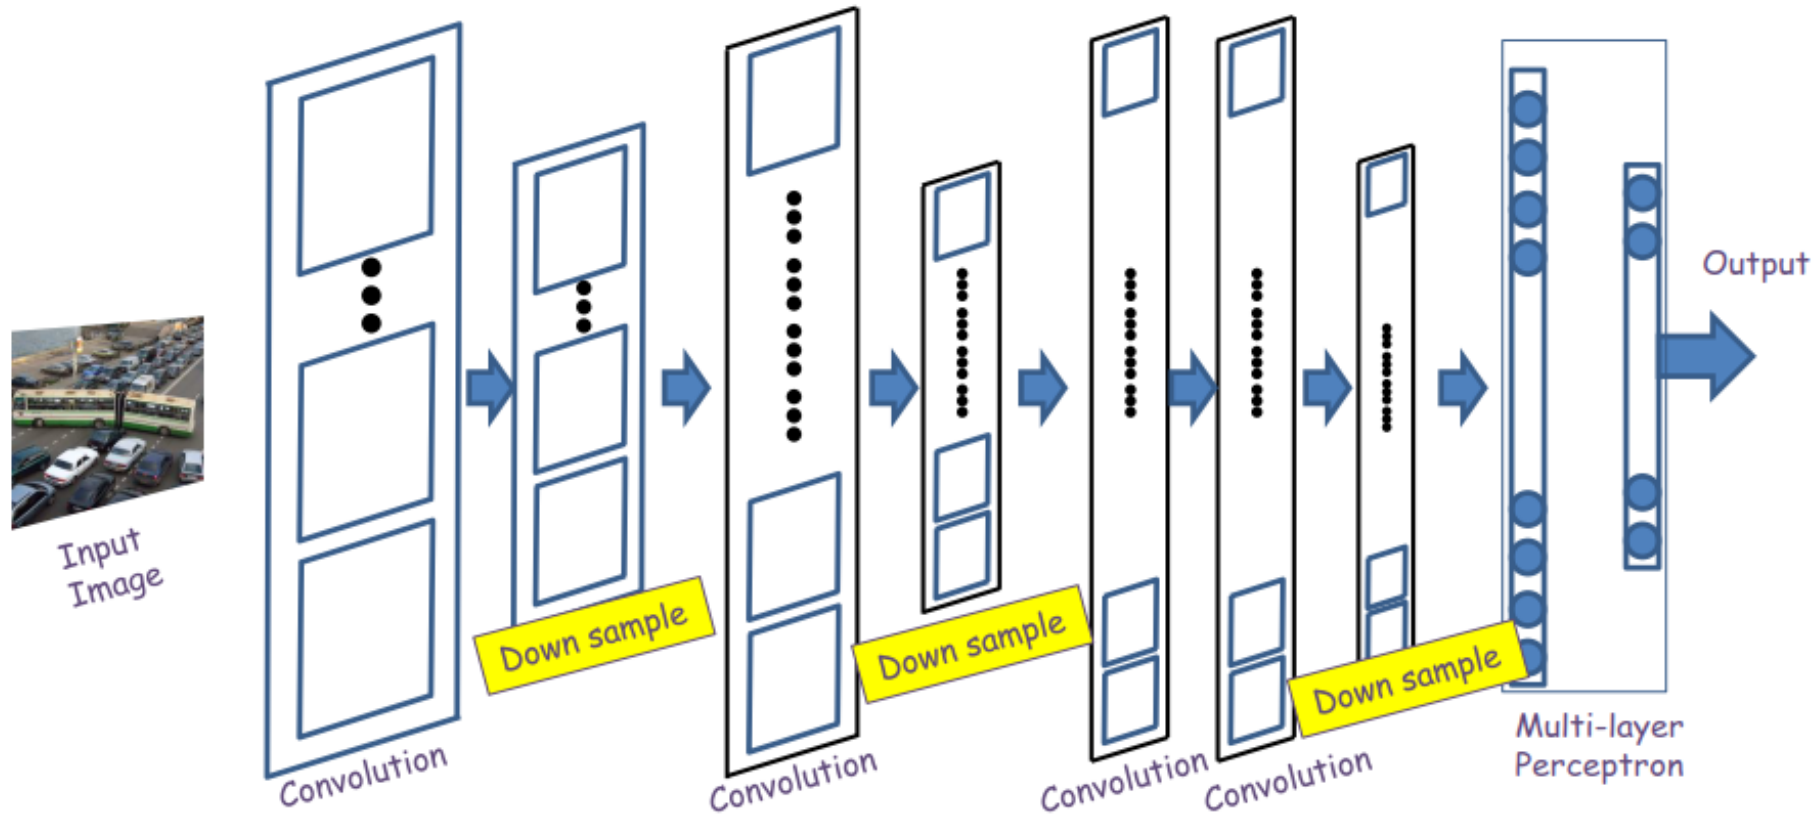 Input
Image
Convolution
Down sample
Convolution
Down sample
Convolution
Convolution
Down sample
Multi-layer
Perceptron
Output